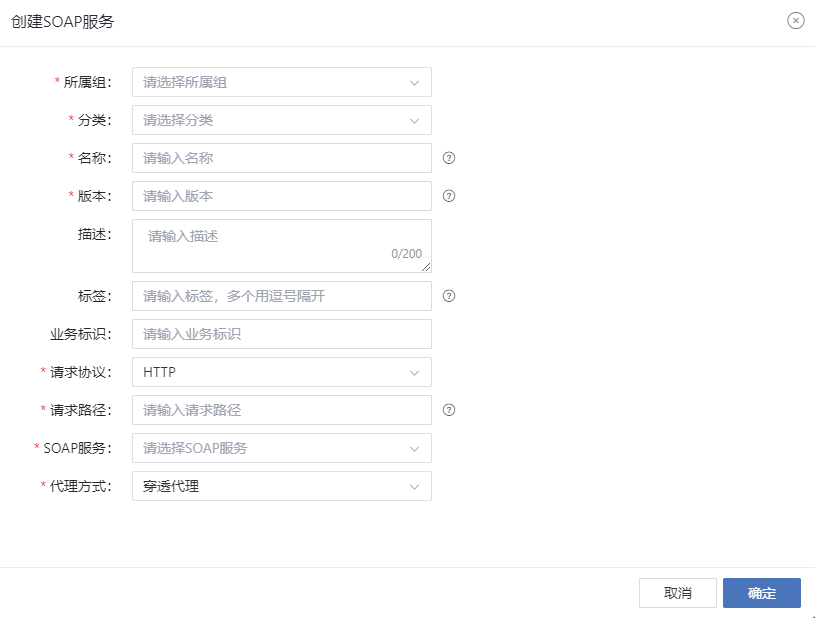 创建SOAP服务
* 所属组： 请选择所属组
* 分类： 请选择分类
* 名称： 请输入名称
* 版本： 请输入版本
描述： 请输入描述
0/200
标签： 请输入标签，多个用逗号隔开
业务标识： 请输入业务标识
* 请求协议： HTTP
* 请求路径： 请输入请求路径
* SOAP服务： 请选择SOAP服务
* 代理方式： 穿透代理
取消 确定